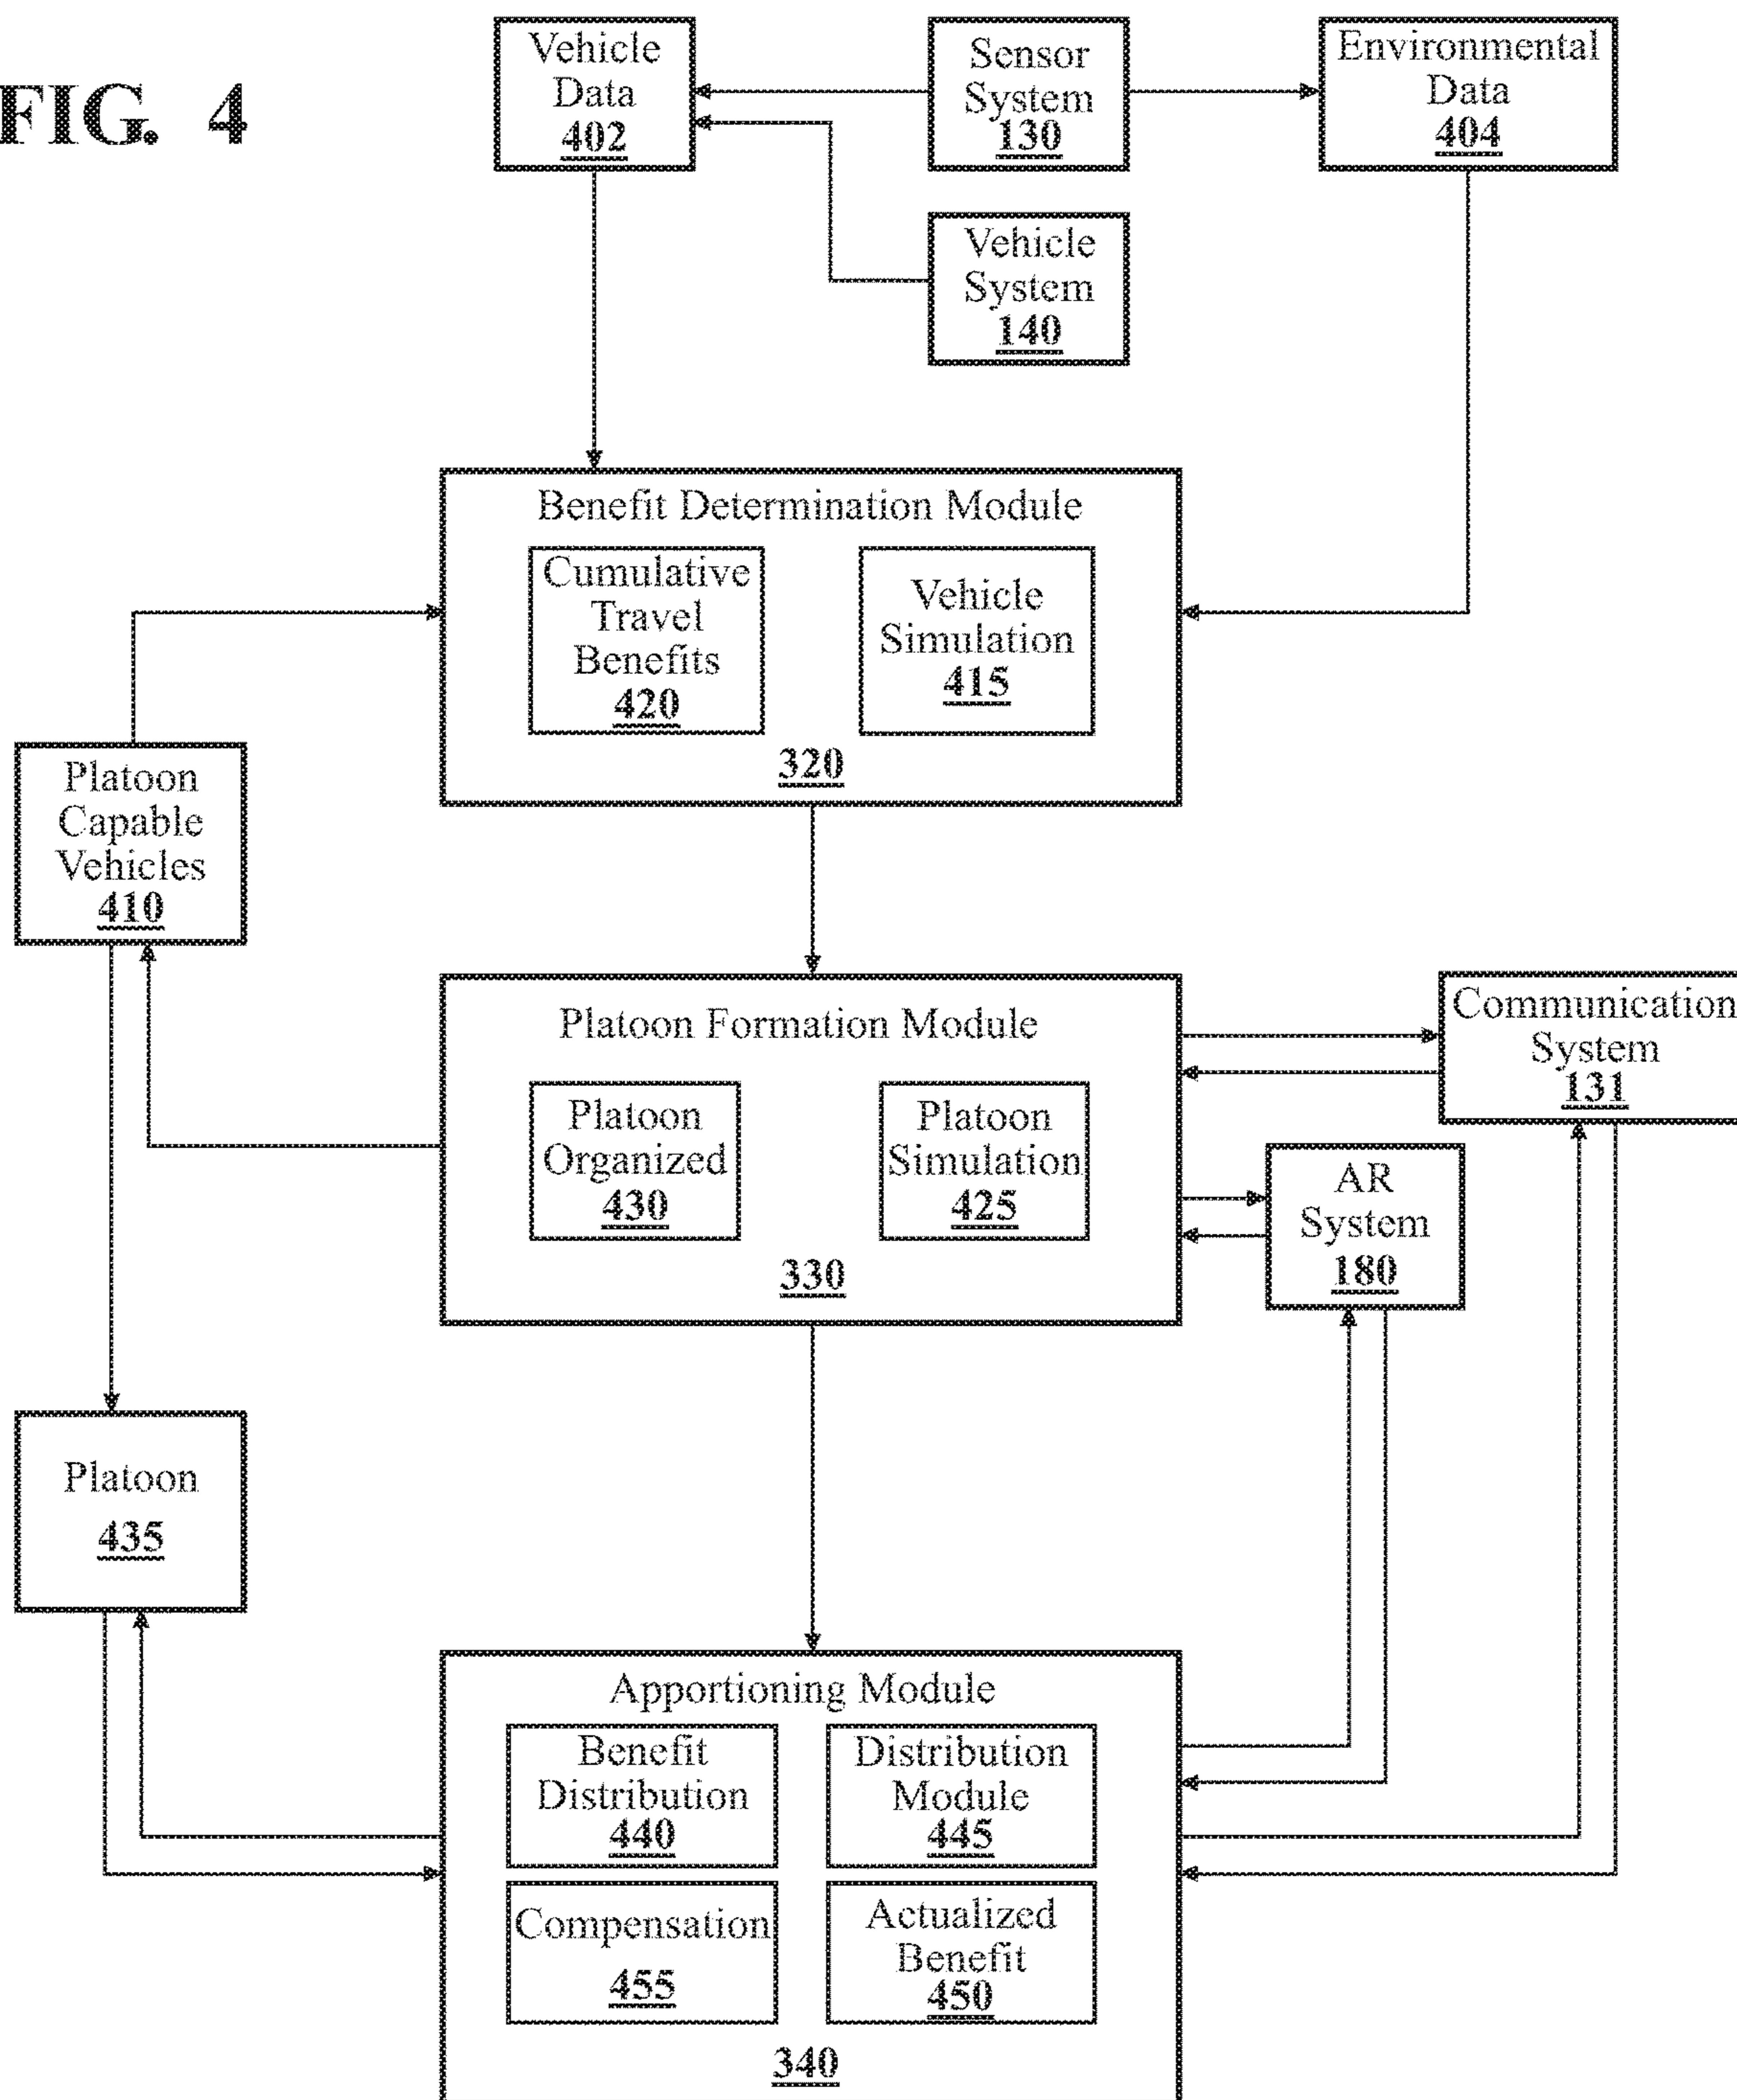 FIG. 4
Vehicle
Data
402
Sensor
System
130
Environmental
Data
404
Vehicle
System
140
Benefit Determination Module
Cumulative
Travel
Benefits
420
Vehicle
Simulation
415
320
Platoon
Capable
Vehicles
410
Platoon Formation Module
Platoon
Organized
430
Platoon
Simulation
425
330
Communication
System
131
AR
System
180
Platoon
435
Apportioning Module
Benefit
Distribution
440
Distribution
Module
445
Compensation
455
Actualized
Benefit
450
340